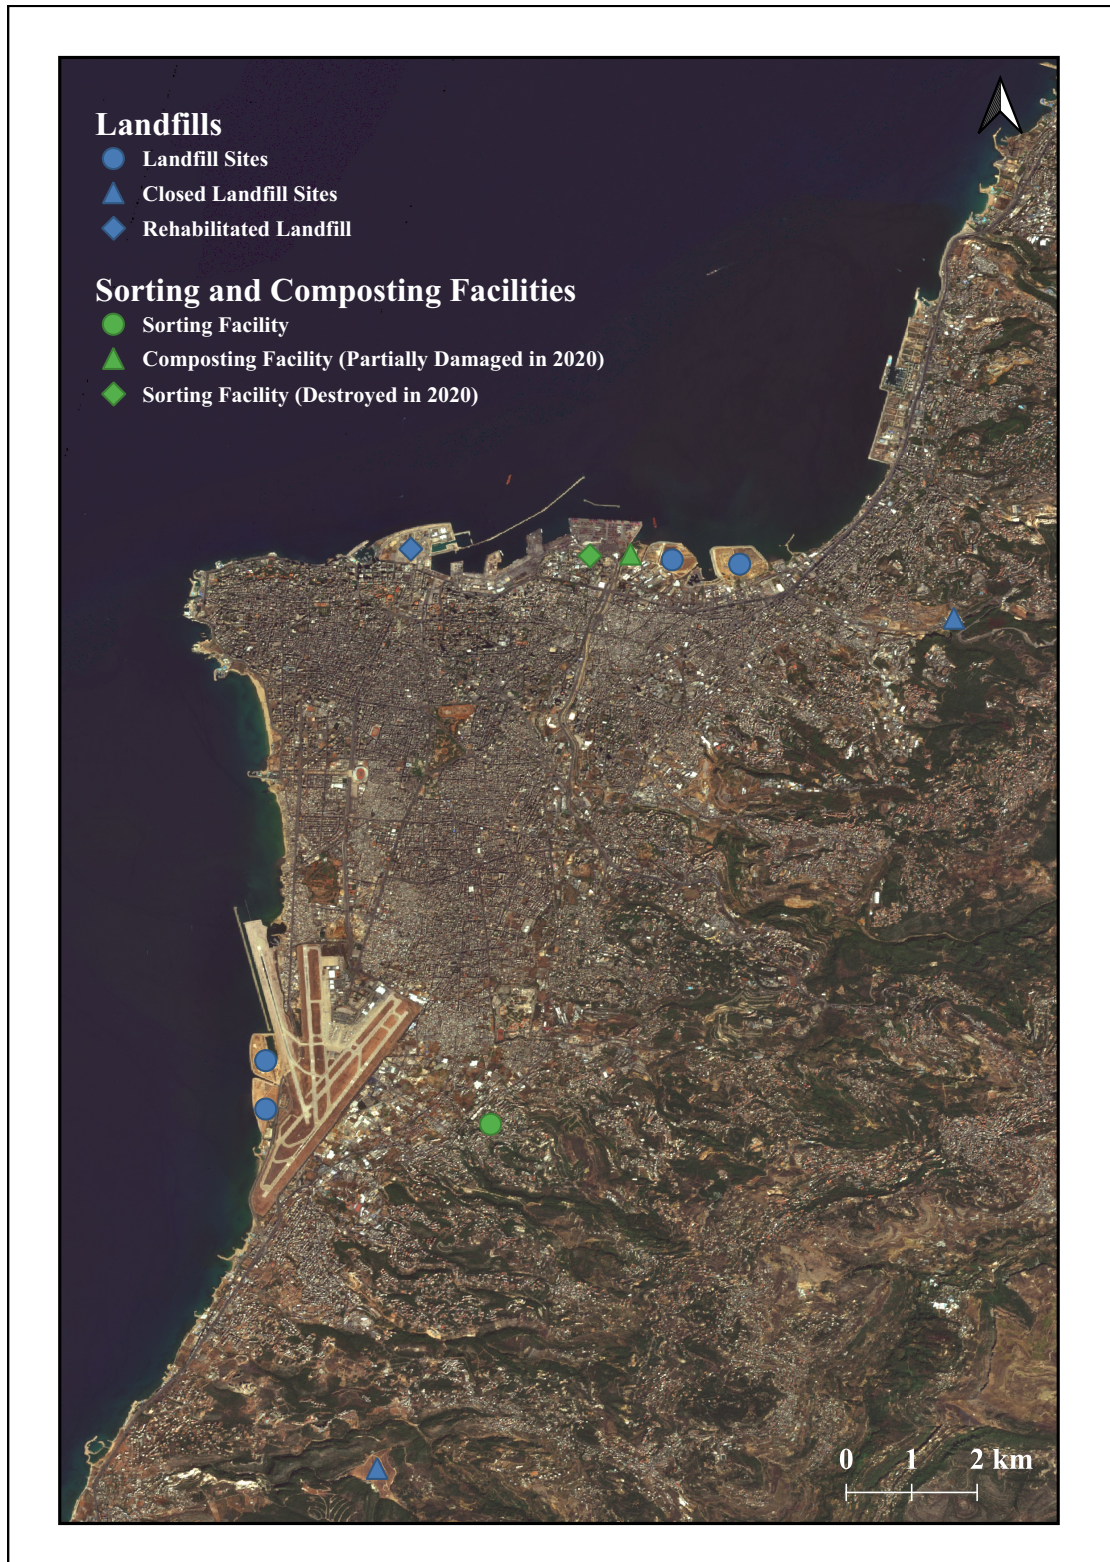 Landfills
Landfill Sites
Closed Landfill Sites
Rehabilitated Landfill
Sorting and Composting Facilities
Sorting Facility
Composting Facility (Partially Damaged in 2020)
Sorting Facility (Destroyed in 2020)
0 1 2 km